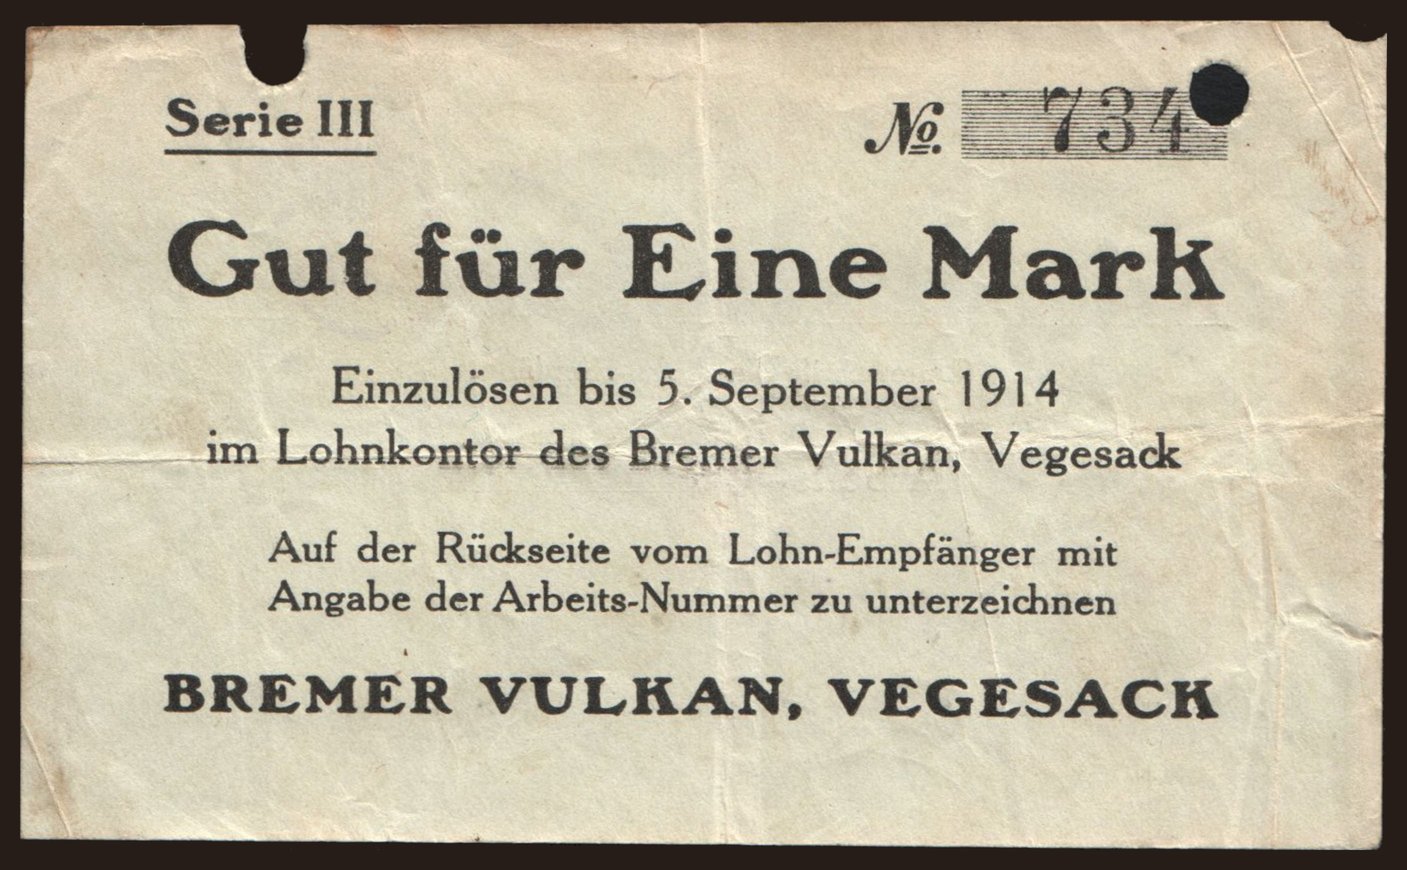 Serie III
No. 734
Gut für Eine Mark
Einzulösen bis 5. September 1914
im Lohnkontor des Bremer Vulkan, Vegesack
Auf der Rückseite vom Lohn-Empfänger mit
Angabe der Arbeits-Nummer zu unterzeichnen
BREMER VULKAN, VEGESACK